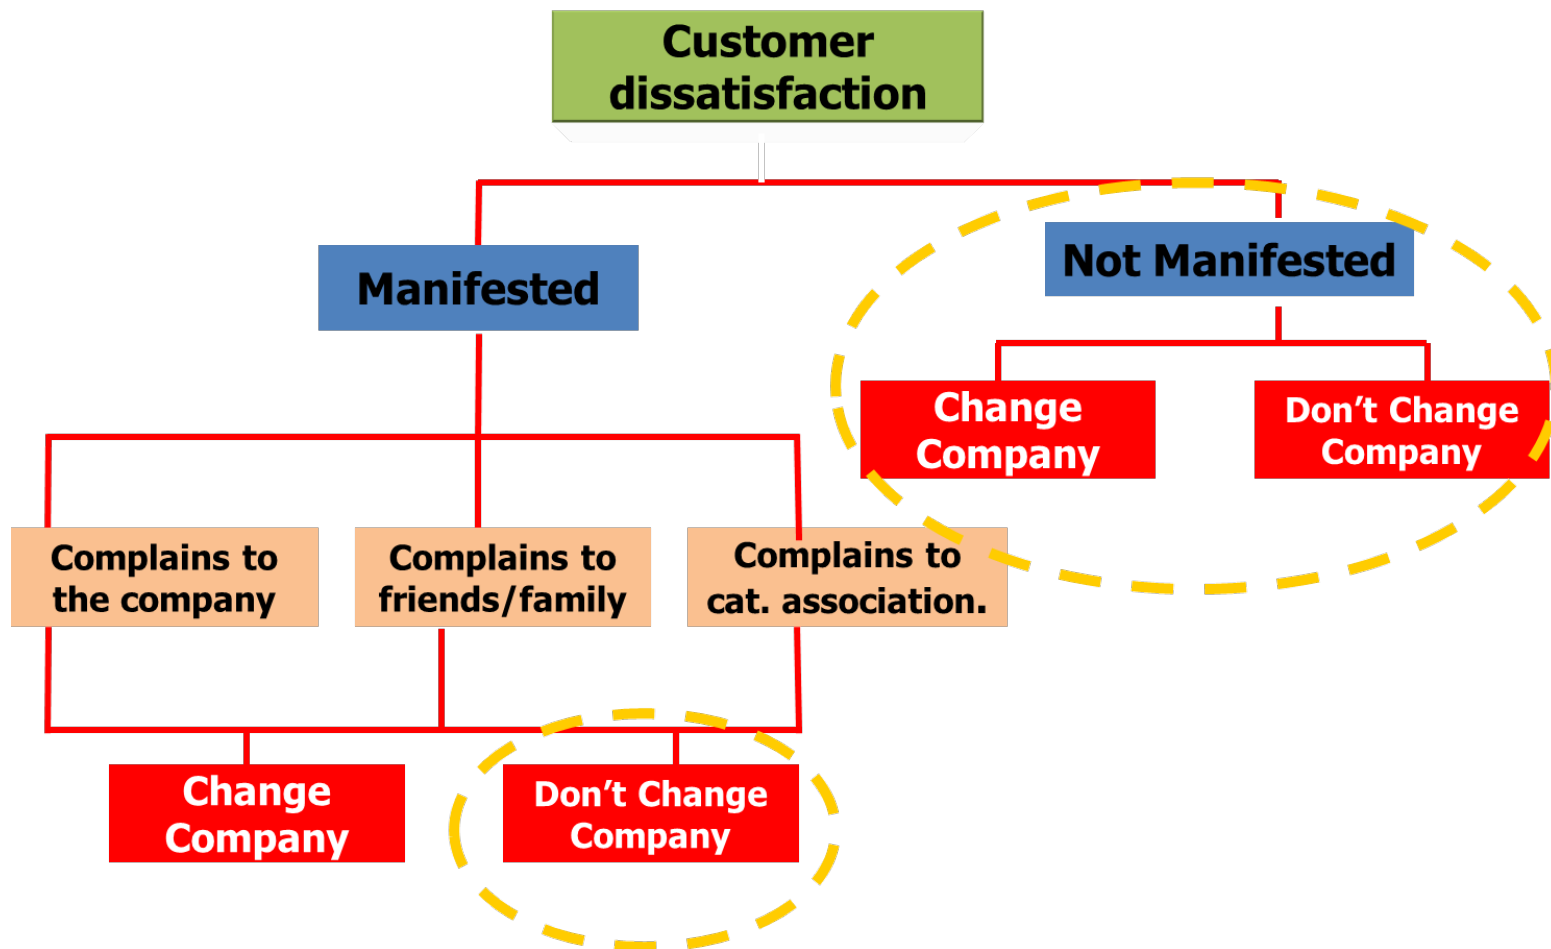 Customer
dissatisfaction
Manifested
Not Manifested
Change
Company
Don’t Change
Company
Complains to
the company
Complains to
friends/family
Complains to
cat. association.
Change
Company
Don’t Change
Company